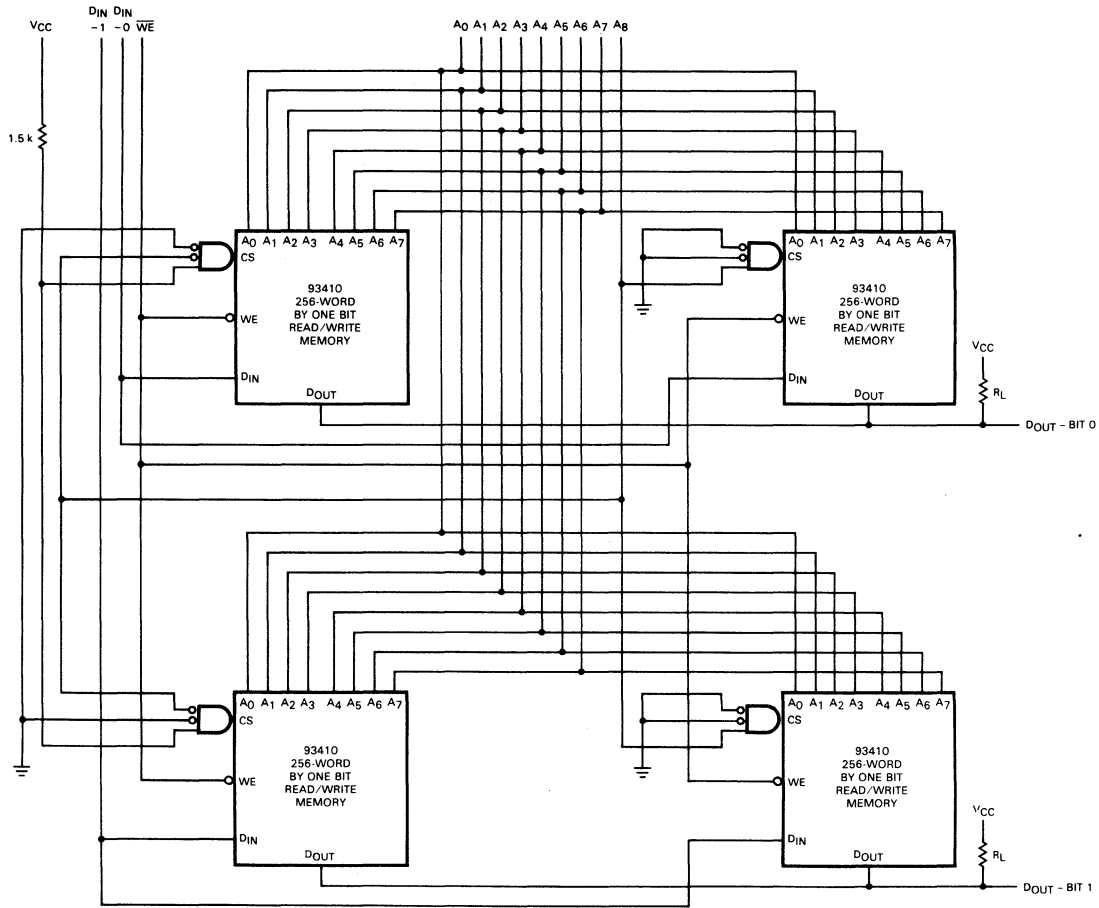 VCC
DIN -1
DIN -0
WE
A0 A1 A2 A3 A4 A5 A6 A7 A8
1.5 k
A0 A1 A2 A3 A4 A5 A6 A7
CS
93410
256-WORD
BY ONE BIT
READ/WRITE
MEMORY
WE
DIN
DOUT
A0 A1 A2 A3 A4 A5 A6 A7
CS
93410
256-WORD
BY ONE BIT
READ/WRITE
MEMORY
WE
DIN
DOUT
VCC
RL
DOUT - BIT 0
A0 A1 A2 A3 A4 A5 A6 A7
CS
93410
256-WORD
BY ONE BIT
READ/WRITE
MEMORY
WE
DIN
DOUT
A0 A1 A2 A3 A4 A5 A6 A7
CS
93410
256-WORD
BY ONE BIT
READ/WRITE
MEMORY
WE
DIN
DOUT
VCC
RL
DOUT - BIT 1